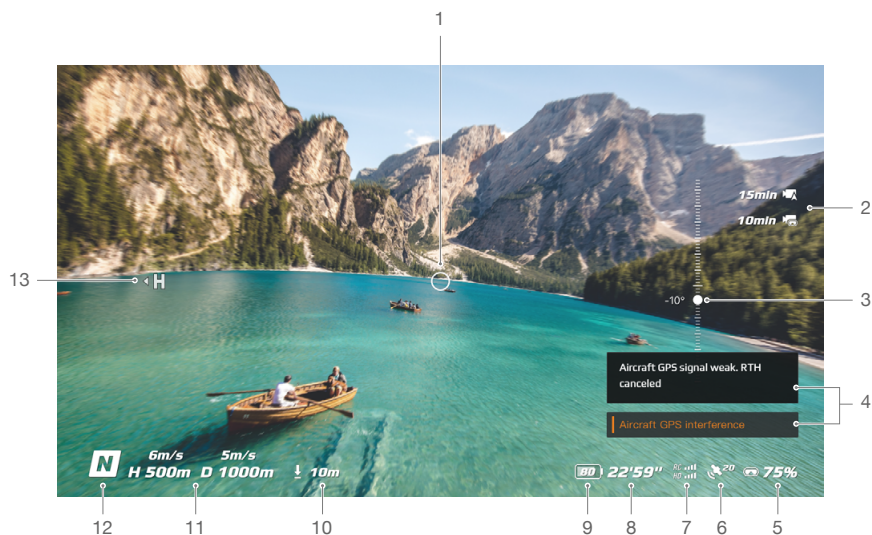 1
15min
10min
2
13
H
-10°
3
Aircraft GPS signal weak. RTH
canceled
4
Aircraft GPS interference
N
6m/s 5m/s
H 500m D 1000m
10m
80
22'59"
RC
HD
20
75%
12
11
10
9
8
7
6
5